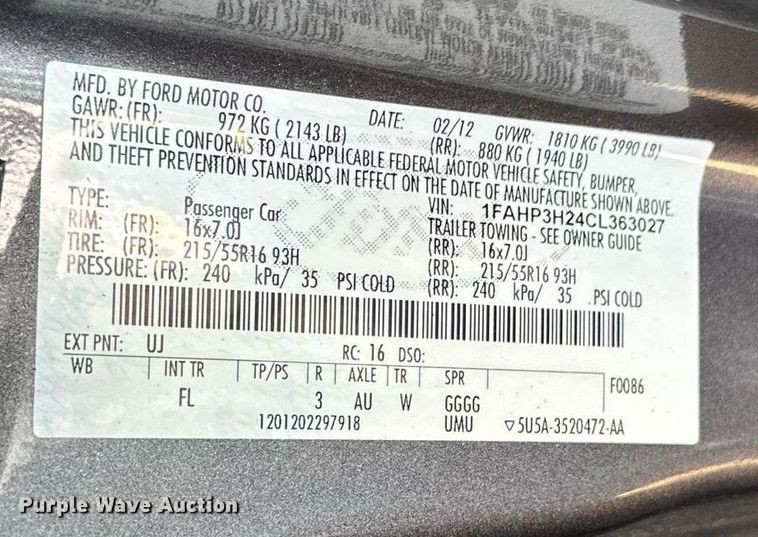 MFD. BY FORD MOTOR CO. DATE: 02/12 GVWR: 1810 KG ( 3990 LB)
GAWR: (FR): 972 KG ( 2143 LB) (RR): 880 KG ( 1940 LB)
THIS VEHICLE CONFORMS TO ALL APPLICABLE FEDERAL MOTOR VEHICLE SAFETY, BUMPER,
AND THEFT PREVENTION STANDARDS IN EFFECT ON THE DATE OF MANUFACTURE SHOWN ABOVE.
VIN: 1FAHP3H24CL363027
TYPE: Passenger Car TRAILER TOWING - SEE OWNER GUIDE
RIM: (FR): 16x7.0J (RR): 16x7.0J
TIRE: (FR): 215/55R16 93H (RR): 215/55R16 93H
PRESSURE: (FR): 240 kPa/ 35 PSI COLD (RR): 240 kPa/ 35 PSI COLD
EXT PNT: UJ RC: 16 DSO:
WB INT TR TP/PS R AXLE TR SPR F0086
FL 3 AU W GGGG
1201202297918 UMU ▽5U5A-3520472-AA
Purple Wave Auction